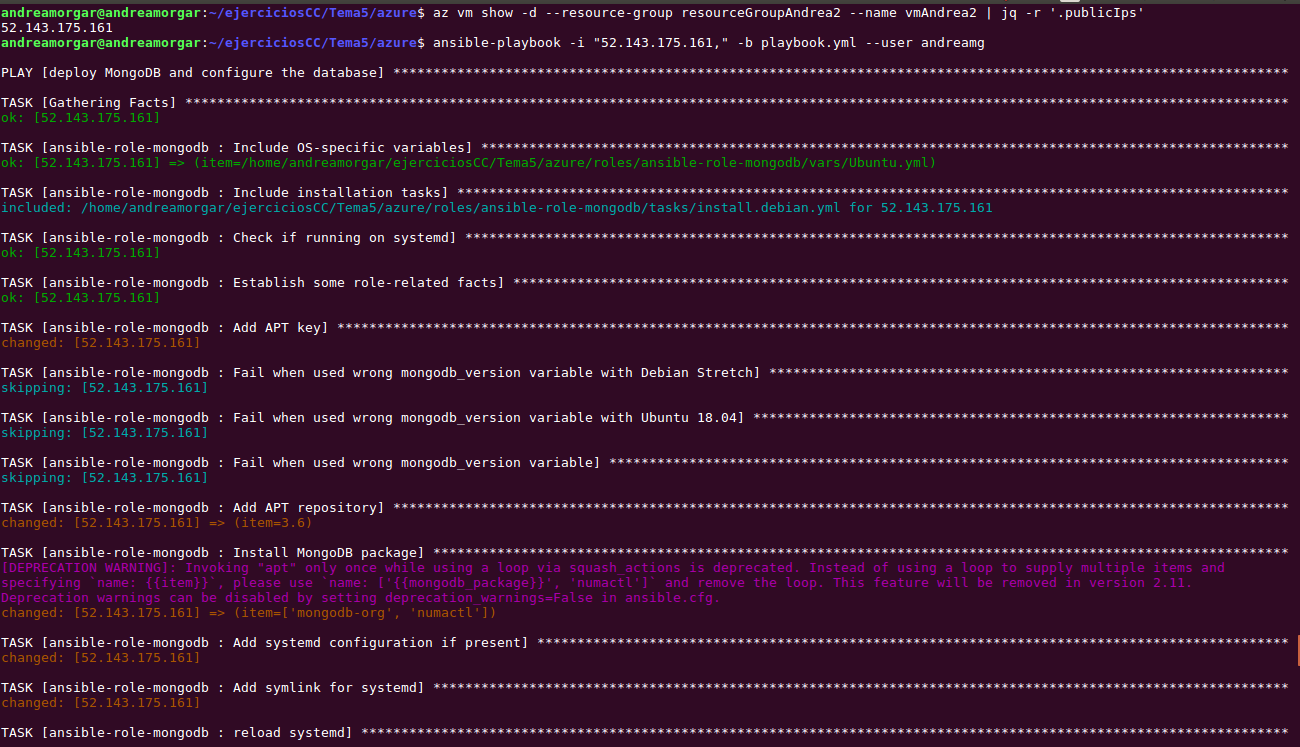 andreamorgar@andreamorgar:~/ejerciciosCC/Tema5/azure$ az vm show -d --resource-group resourceGroupAndrea2 --name vmAndrea2 | jq -r '.publicIps'
52.143.175.161
andreamorgar@andreamorgar:~/ejerciciosCC/Tema5/azure$ ansible-playbook -i "52.143.175.161," -b playbook.yml --user andreamg
PLAY [deploy MongoDB and configure the database] ****************************************************************************************************************
TASK [Gathering Facts] ******************************************************************************************************************************************
ok: [52.143.175.161]
TASK [ansible-role-mongodb : Include OS-specific variables] *****************************************************************************************************
ok: [52.143.175.161] => (item=/home/andreamorgar/ejerciciosCC/Tema5/azure/roles/ansible-role-mongodb/vars/Ubuntu.yml)
TASK [ansible-role-mongodb : Include installation tasks] ********************************************************************************************************
included: /home/andreamorgar/ejerciciosCC/Tema5/azure/roles/ansible-role-mongodb/tasks/install.debian.yml for 52.143.175.161
TASK [ansible-role-mongodb : Check if running on systemd] *******************************************************************************************************
ok: [52.143.175.161]
TASK [ansible-role-mongodb : Establish some role-related facts] *************************************************************************************************
ok: [52.143.175.161]
TASK [ansible-role-mongodb : Add APT key] ***********************************************************************************************************************
changed: [52.143.175.161]
TASK [ansible-role-mongodb : Fail when used wrong mongodb_version variable with Debian Stretch] *****************************************************************
skipping: [52.143.175.161]
TASK [ansible-role-mongodb : Fail when used wrong mongodb_version variable with Ubuntu 18.04] *******************************************************************
skipping: [52.143.175.161]
TASK [ansible-role-mongodb : Fail when used wrong mongodb_version variable] *************************************************************************************
skipping: [52.143.175.161]
TASK [ansible-role-mongodb : Add APT repository] ****************************************************************************************************************
changed: [52.143.175.161] => (item=3.6)
TASK [ansible-role-mongodb : Install MongoDB package] ***********************************************************************************************************
[DEPRECATION WARNING]: Invoking "apt" only once while using a loop via squash_actions is deprecated. Instead of using a loop to supply multiple items and
specifying `name: {{item}}`, please use `name: ['{{mongodb_package}}', 'numactl']` and remove the loop. This feature will be removed in version 2.11.
Deprecation warnings can be disabled by setting deprecation_warnings=False in ansible.cfg.
changed: [52.143.175.161] => (item=['mongodb-org', 'numactl'])
TASK [ansible-role-mongodb : Add systemd configuration if present] **********************************************************************************************
changed: [52.143.175.161]
TASK [ansible-role-mongodb : Add symlink for systemd] ***********************************************************************************************************
changed: [52.143.175.161]
TASK [ansible-role-mongodb : reload systemd] ********************************************************************************************************************